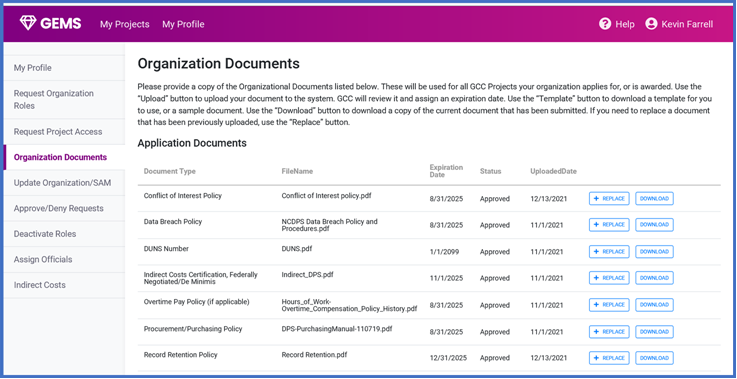 GEMS My Projects My Profile Help Kevin Farrell
My Profile
Request Organization
Roles
Request Project Access
Organization Documents
Update Organization/SAM
Approve/Deny Requests
Deactivate Roles
Assign Officials
Indirect Costs
Organization Documents
Please provide a copy of the Organizational Documents listed below. These will be used for all GCC Projects your organization applies for, or is awarded. Use the
"Upload" button to upload your document to the system. GCC will review it and assign an expiration date. Use the "Template" button to download a template for you
to use, or a sample document. Use the "Download" button to download a copy of the current document that has been submitted. If you need to replace a document
that has been previously uploaded, use the "Replace" button.
Application Documents
Document Type FileName Expiration Date Status UploadedDate
Conflict of Interest Policy Conflict of Interest policy.pdf 8/31/2025 Approved 12/13/2021 + REPLACE DOWNLOAD
Data Breach Policy NCDPS Data Breach Policy and
Procedures.pdf 8/31/2025 Approved 11/1/2021 + REPLACE DOWNLOAD
DUNS Number DUNS.pdf 1/1/2099 Approved 11/1/2021 + REPLACE DOWNLOAD
Indirect Costs Certification, Federally
Negotiated/De Minimis Indirect_DPS.pdf 11/1/2025 Approved 11/1/2021 + REPLACE DOWNLOAD
Overtime Pay Policy (if applicable) Hours_of_Work-
Overtime_Compensation_Policy_History.pdf 8/31/2025 Approved 11/1/2021 + REPLACE DOWNLOAD
Procurement/Purchasing Policy DPS-PurchasingManual-110719.pdf 8/31/2025 Approved 11/1/2021 + REPLACE DOWNLOAD
Record Retention Policy Record Retention.pdf 12/31/2025 Approved 12/13/2021 + REPLACE DOWNLOAD